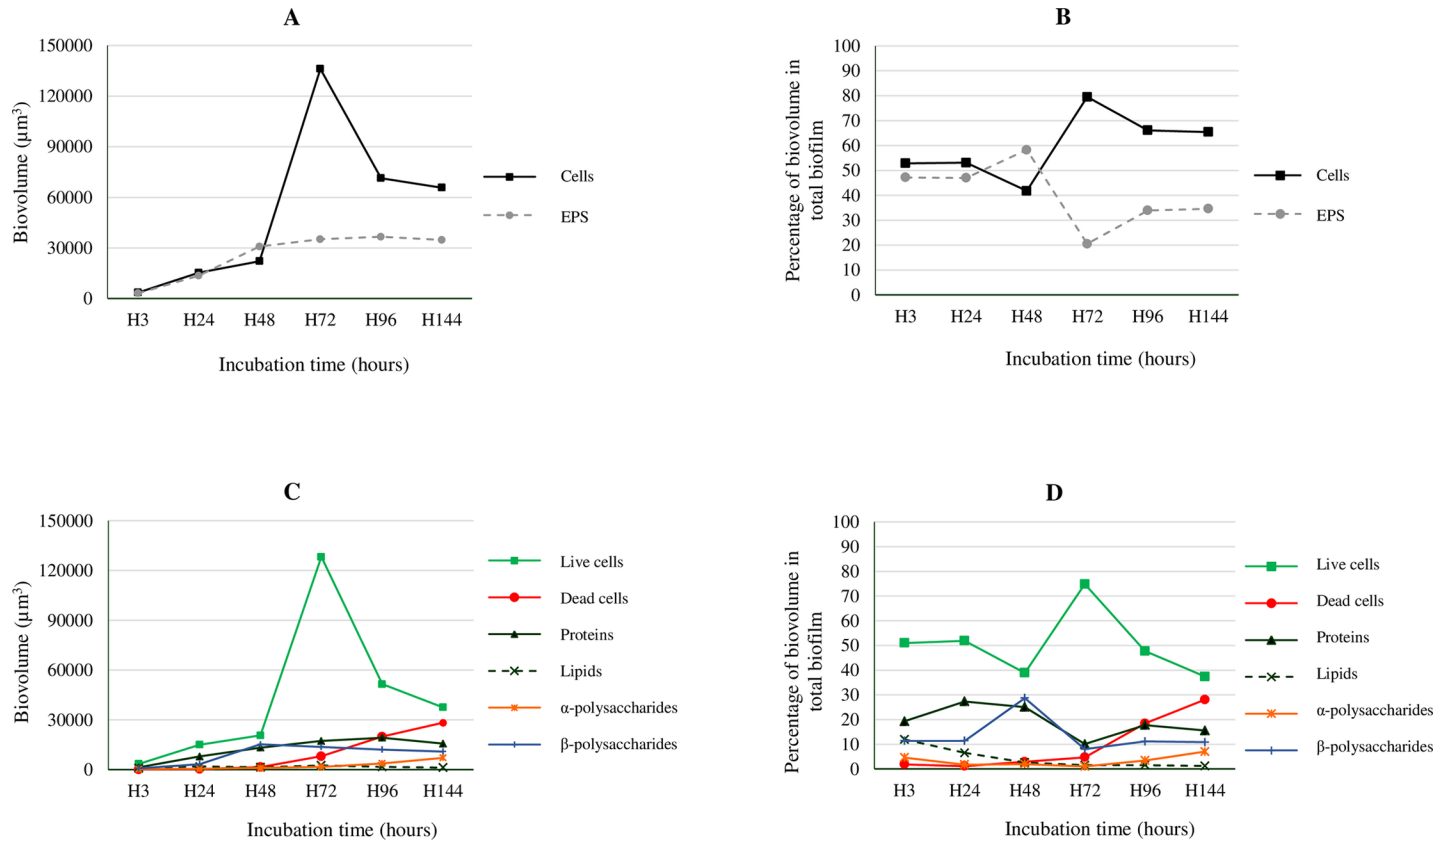 A
150000
120000
90000
60000
30000
0
Biovolume (µm³)
H3 H24 H48 H72 H96 H144
Incubation time (hours)
Cells
EPS
B
100
90
80
70
60
50
40
30
20
10
0
Percentage of biovolume in
total biofilm
H3 H24 H48 H72 H96 H144
Incubation time (hours)
Cells
EPS
C
150000
120000
90000
60000
30000
0
Biovolume (µm³)
H3 H24 H48 H72 H96 H144
Incubation time (hours)
Live cells
Dead cells
Proteins
Lipids
α-polysaccharides
β-polysaccharides
D
100
90
80
70
60
50
40
30
20
10
0
Percentage of biovolume in
total biofilm
H3 H24 H48 H72 H96 H144
Incubation time (hours)
Live cells
Dead cells
Proteins
Lipids
α-polysaccharides
β-polysaccharides